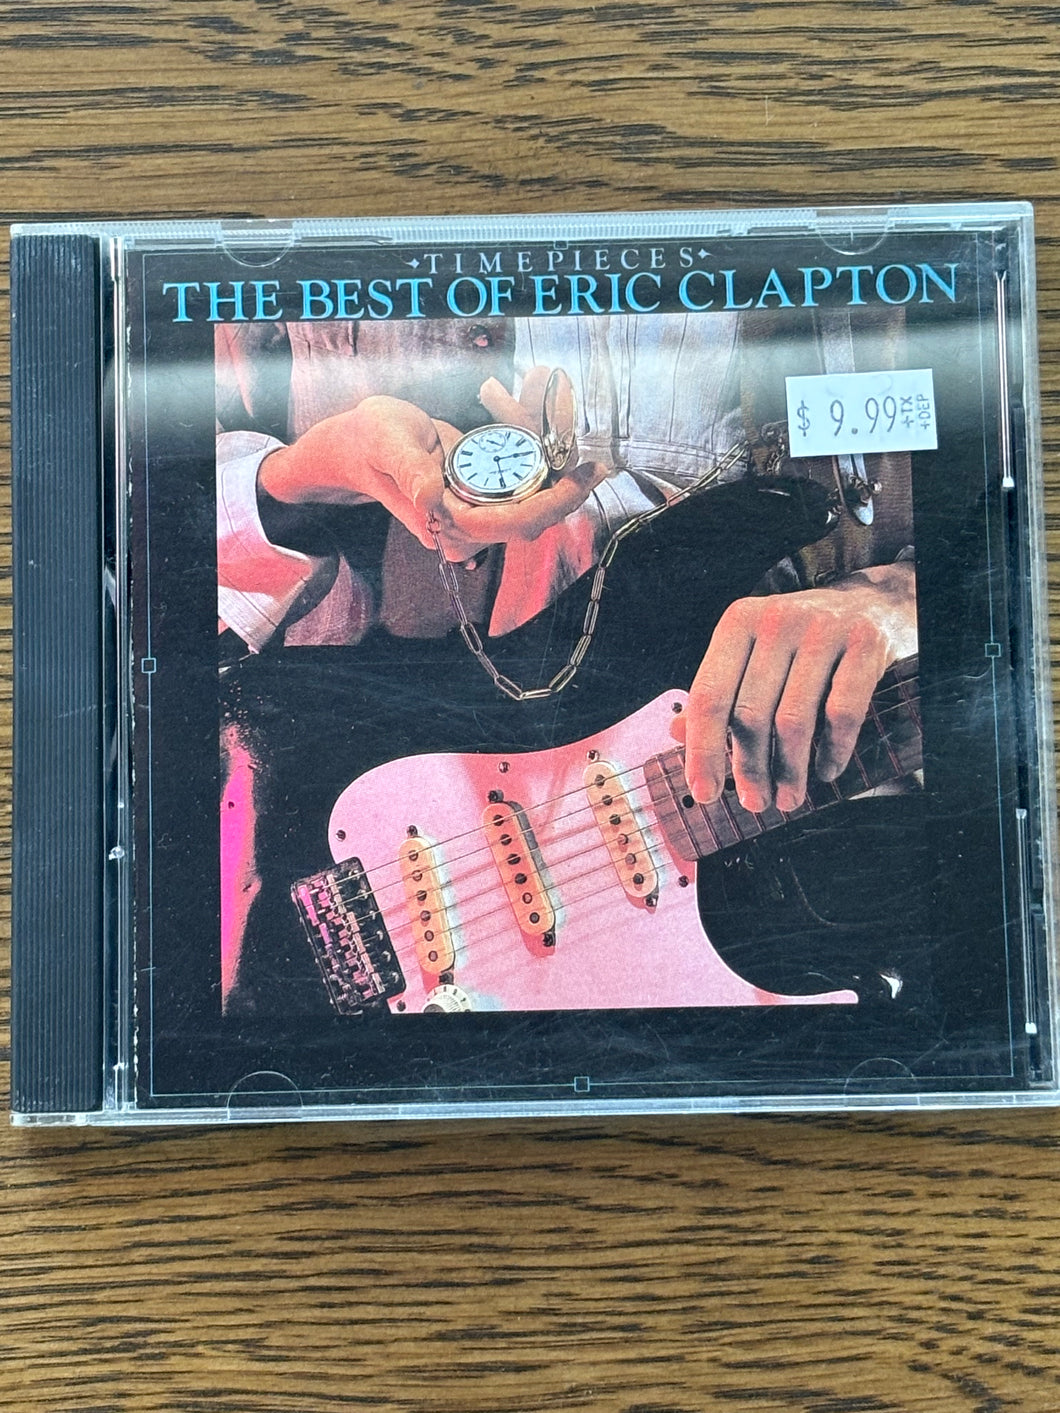 ✦TIMEPIECES✦
THE BEST OF ERIC CLAPTON
$ 9.99 +TX +DEP